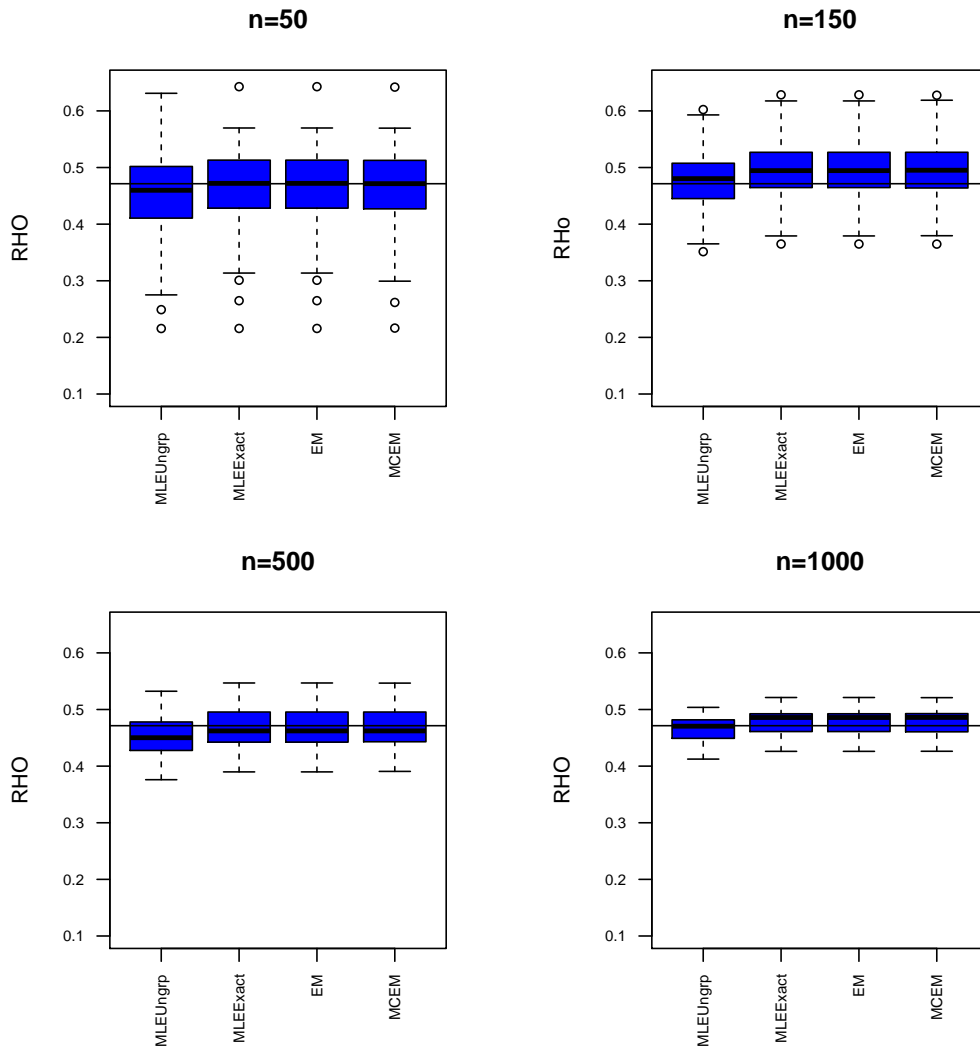 n=50
RHO
0.6
0.5
0.4
0.3
0.2
0.1
MLEUngrp
MLEExact
EM
MCEM
n=150
RHo
0.6
0.5
0.4
0.3
0.2
0.1
MLEUngrp
MLEExact
EM
MCEM
n=500
RHO
0.6
0.5
0.4
0.3
0.2
0.1
MLEUngrp
MLEExact
EM
MCEM
n=1000
RHO
0.6
0.5
0.4
0.3
0.2
0.1
MLEUngrp
MLEExact
EM
MCEM